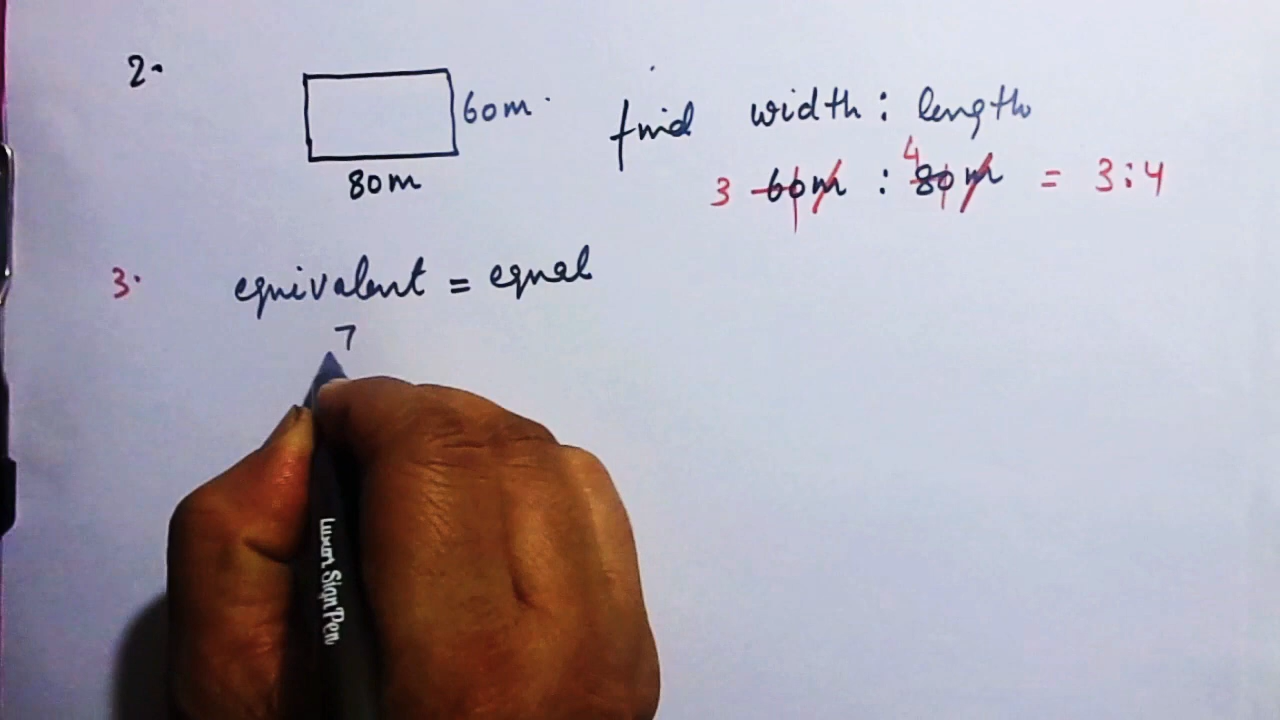 2.
60m.
80m
find width : length
3 60m : 4 80m = 3:4
3. equivalent = equal
7
Luxor Sign Pen